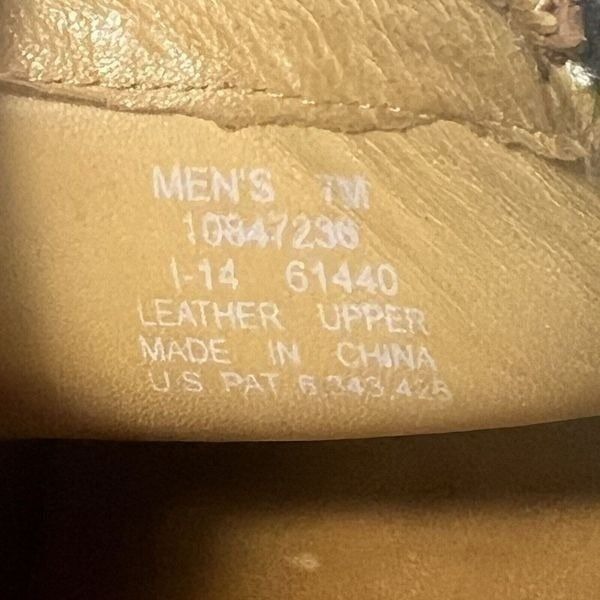 MEN'S 7M
10847236
I-14 61440
LEATHER UPPER
MADE IN CHINA
U.S. PAT 6,343,425